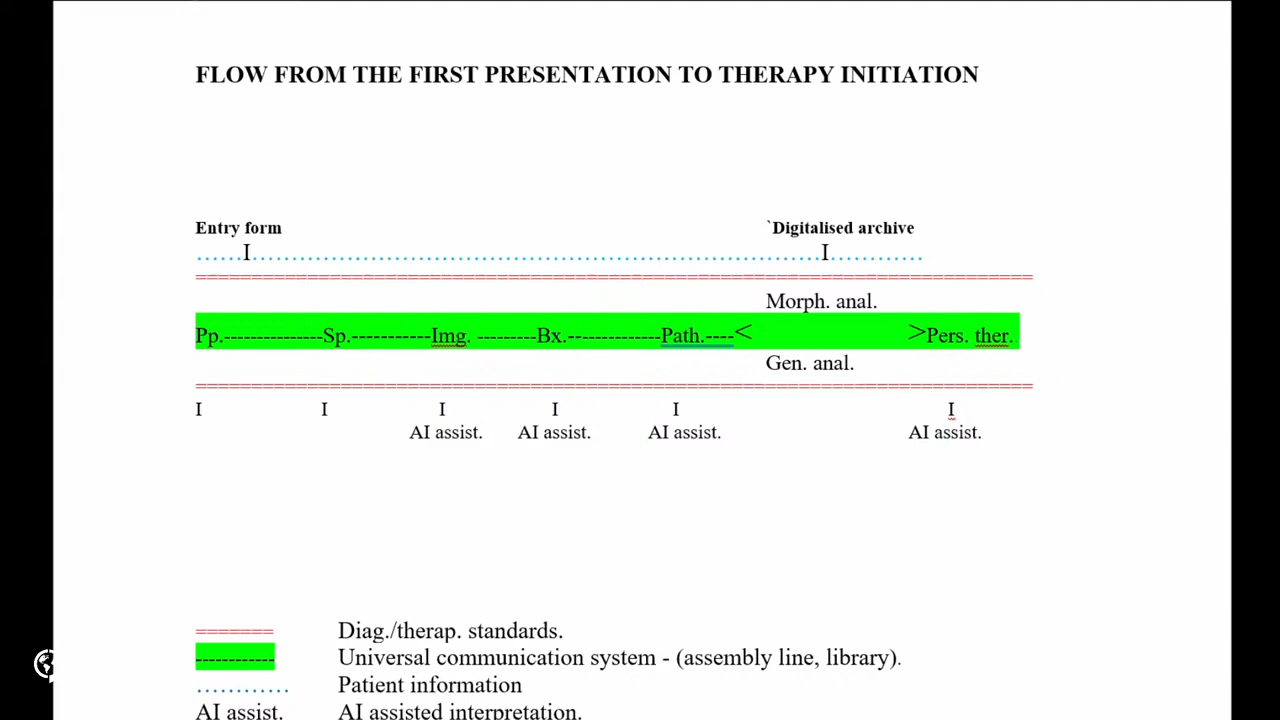 FLOW FROM THE FIRST PRESENTATION TO THERAPY INITIATION
Entry form `Digitalised archive
......I............................................................I............
================================================================
Morph. anal.
Pp.---------------Sp.-----------Img. ---------Bx.--------------Path.----< >Pers. ther.
Gen. anal.
================================================================
I I I I I I
AI assist. AI assist. AI assist. AI assist.
======= Diag./therap. standards.
------------ Universal communication system - (assembly line, library).
............ Patient information
AI assist. AI assisted interpretation.